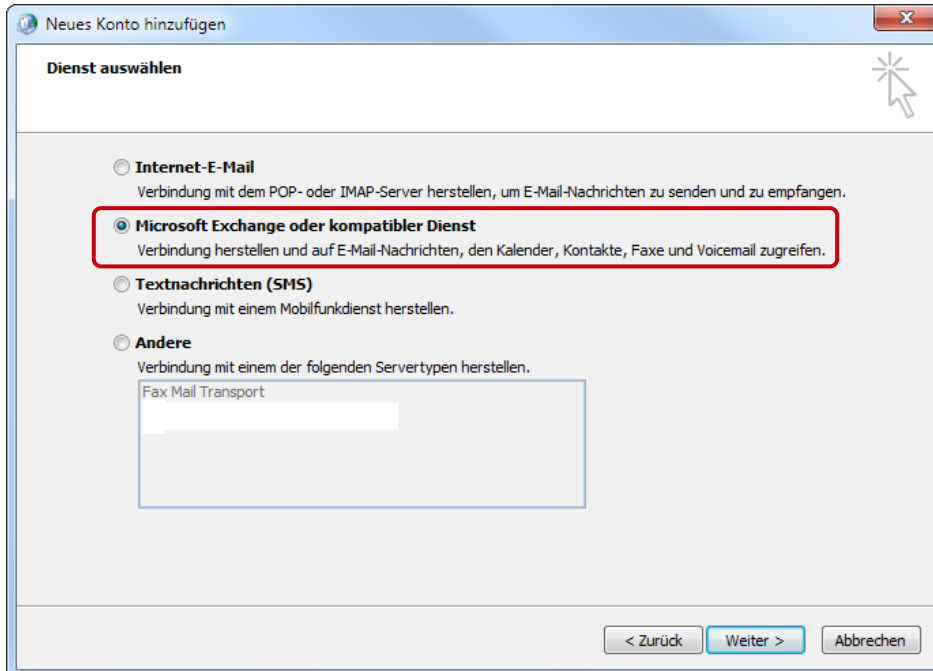 Neues Konto hinzufügen
Dienst auswählen
Internet-E-Mail
Verbindung mit dem POP- oder IMAP-Server herstellen, um E-Mail-Nachrichten zu senden und zu empfangen.
Microsoft Exchange oder kompatibler Dienst
Verbindung herstellen und auf E-Mail-Nachrichten, den Kalender, Kontakte, Faxe und Voicemail zugreifen.
Textnachrichten (SMS)
Verbindung mit einem Mobilfunkdienst herstellen.
Andere
Verbindung mit einem der folgenden Servertypen herstellen.
Fax Mail Transport
< Zurück Weiter > Abbrechen